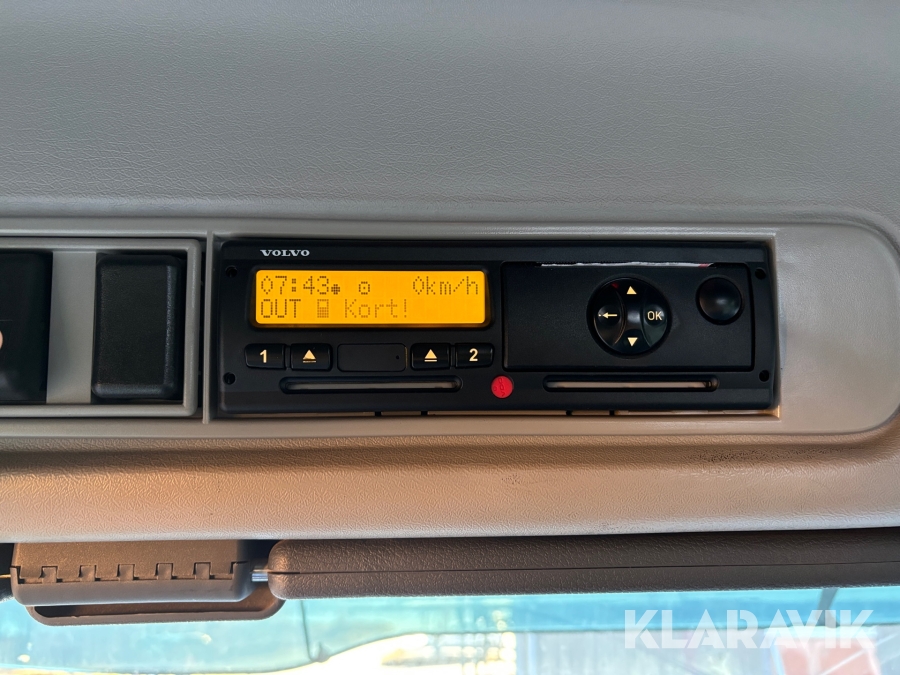 VOLVO
07:43 0km/h
OUT Kort!
1 2
OK
KLARAVIK